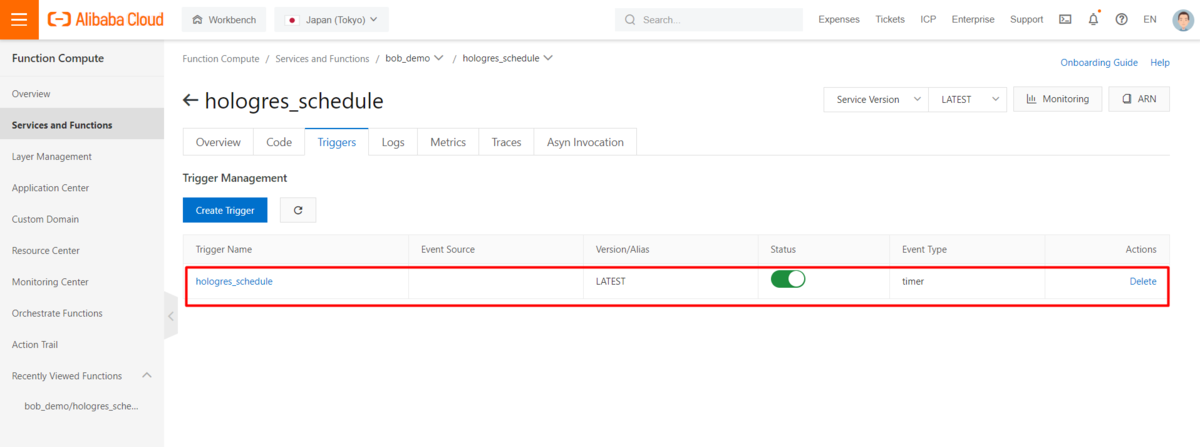 Alibaba Cloud Workbench Japan (Tokyo) Search... Expenses Tickets ICP Enterprise Support EN
Function Compute
Overview
Services and Functions
Layer Management
Application Center
Custom Domain
Resource Center
Monitoring Center
Orchestrate Functions
Action Trail
Recently Viewed Functions
bob_demo/hologres_sche...
Function Compute / Services and Functions / bob_demo / hologres_schedule
Onboarding Guide Help
hologres_schedule
Service Version LATEST Monitoring ARN
Overview Code Triggers Logs Metrics Traces Asyn Invocation
Trigger Management
Create Trigger
Trigger Name Event Source Version/Alias Status Event Type Actions
hologres_schedule LATEST timer Delete